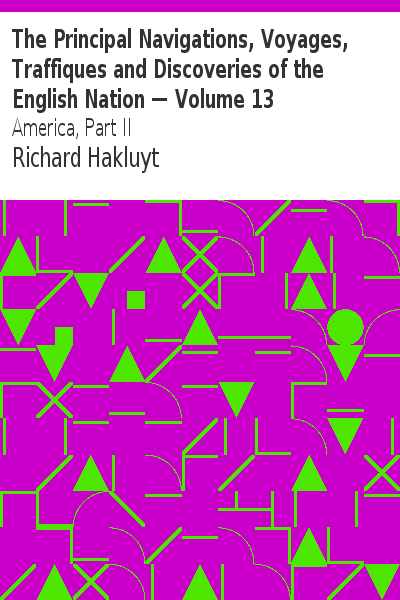 The Principal Navigations, Voyages,
Traffiques and Discoveries of the
English Nation — Volume 13
America, Part II
Richard Hakluyt